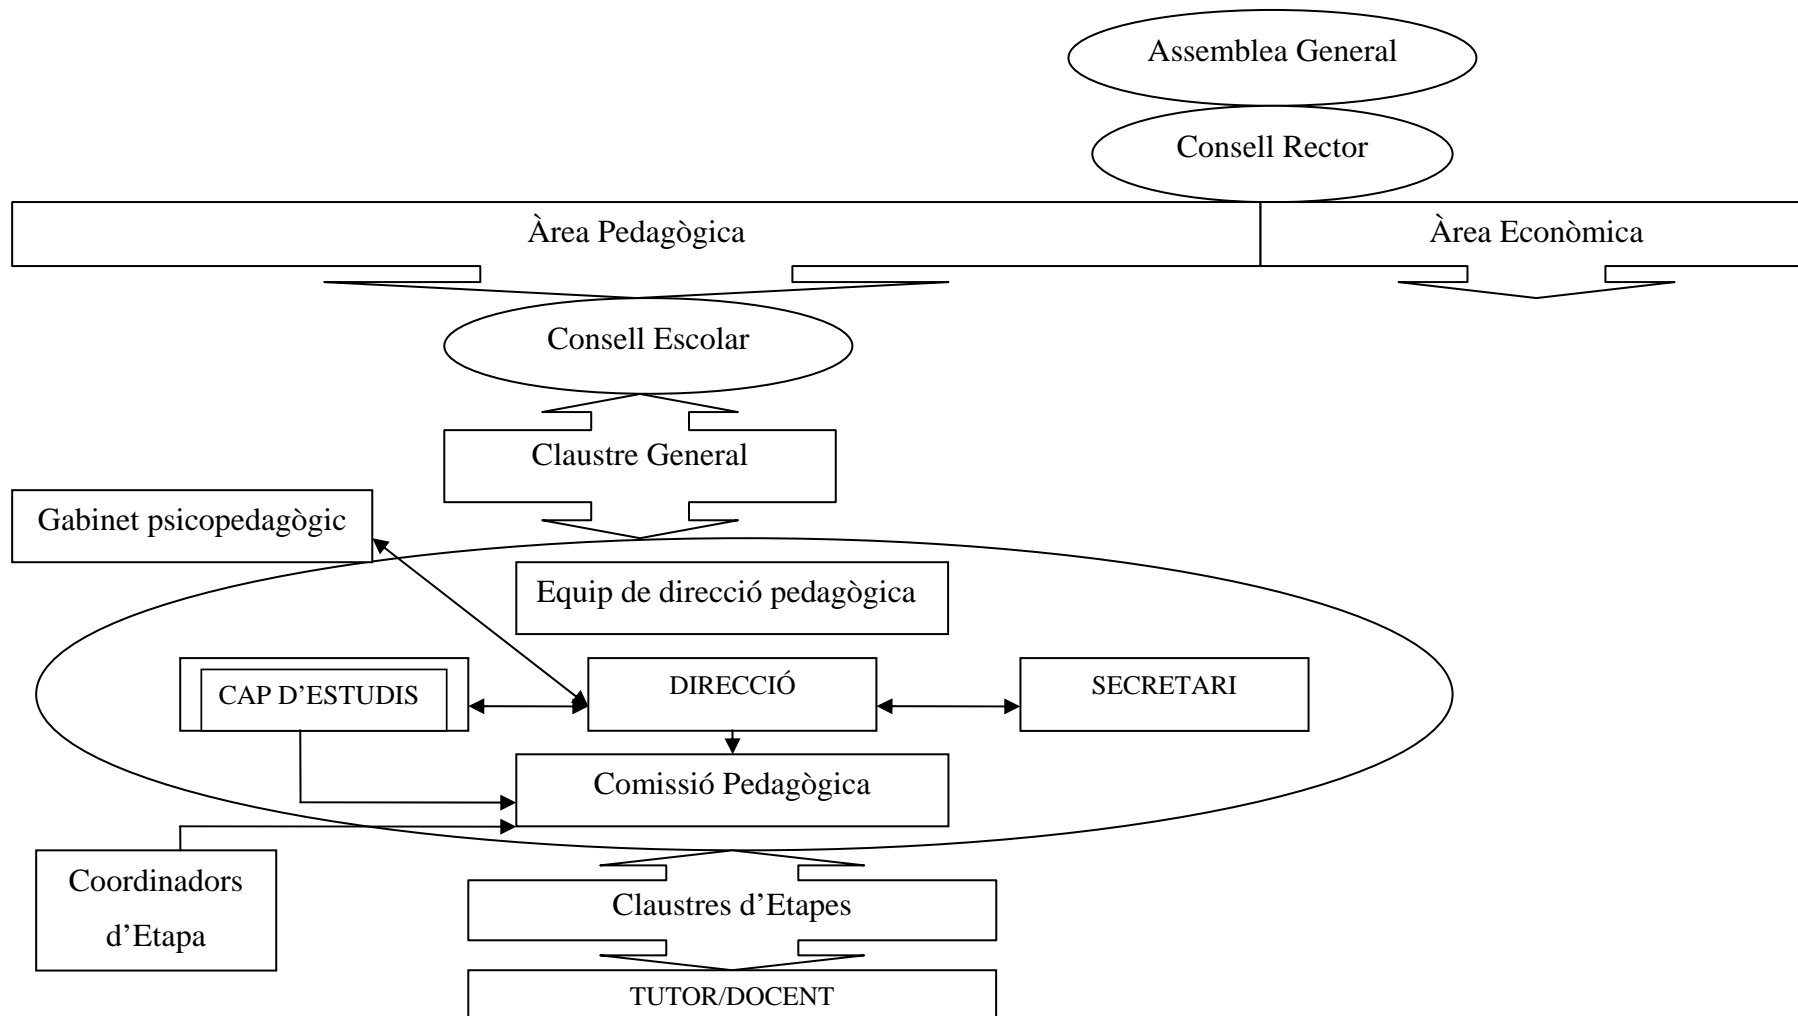 Assemblea General
Consell Rector
Àrea Pedagògica
Àrea Econòmica
Consell Escolar
Claustre General
Gabinet psicopedagògic
Equip de direcció pedagògica
CAP D’ESTUDIS
DIRECCIÓ
SECRETARI
Comissió Pedagògica
Coordinadors
d’Etapa
Claustres d’Etapes
TUTOR/DOCENT